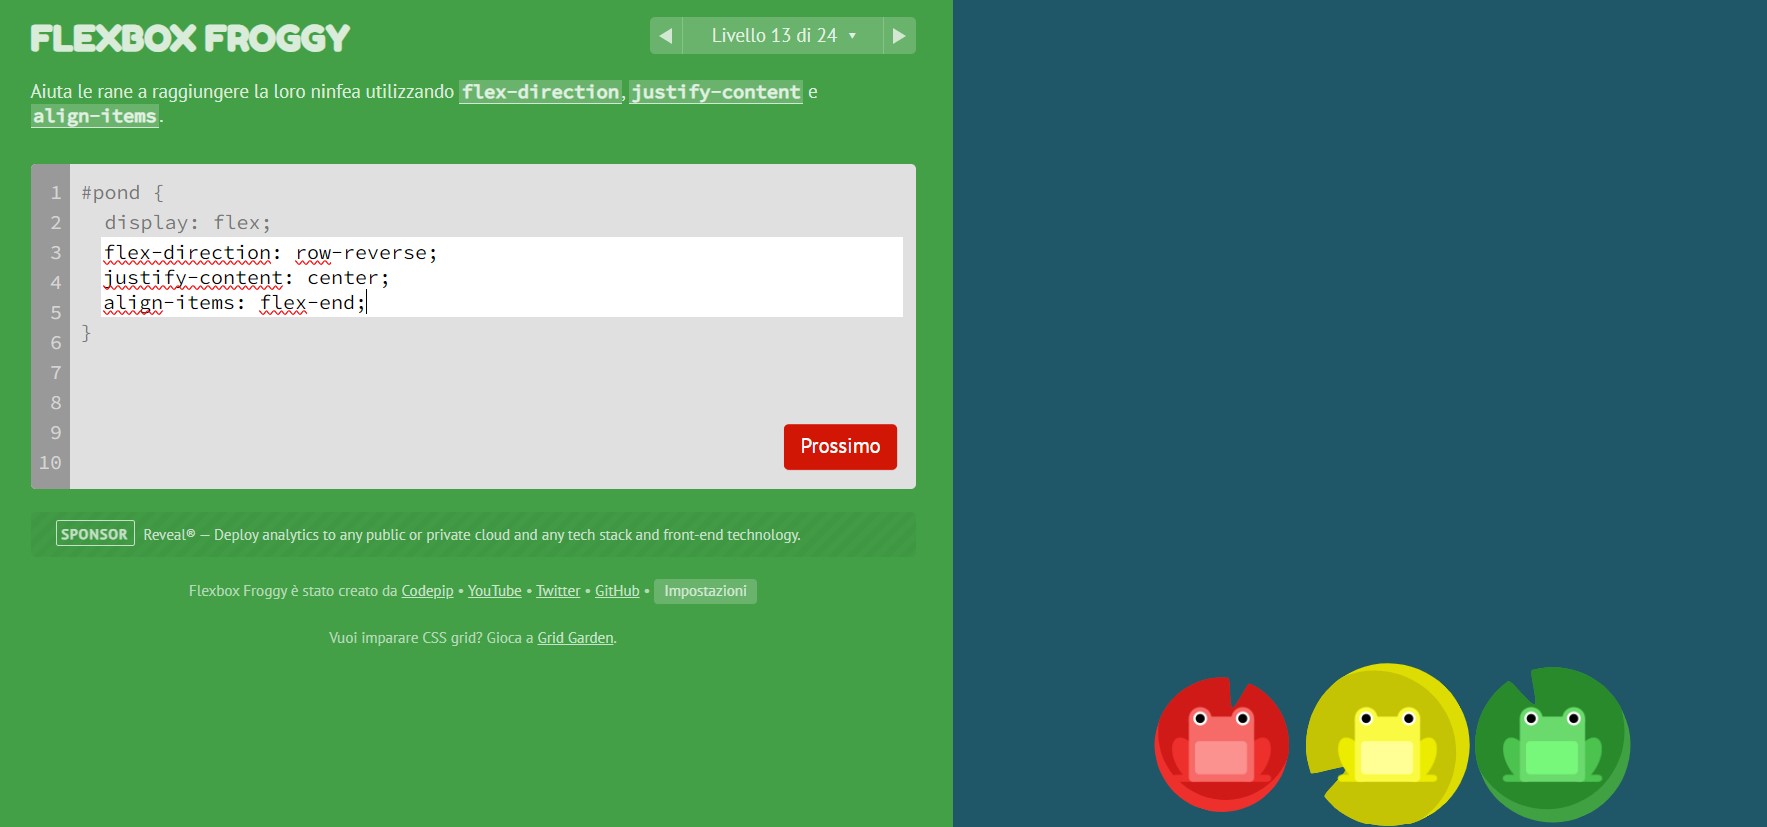 FLEXBOX FROGGY
◀ Livello 13 di 24 ▼ ▶
Aiuta le rane a raggiungere la loro ninfea utilizzando flex-direction, justify-content e
align-items.
1 #pond {
2 display: flex;
3 flex-direction: row-reverse;
4 justify-content: center;
5 align-items: flex-end;
6 }
7
8
9
10
Prossimo
SPONSOR Reveal® — Deploy analytics to any public or private cloud and any tech stack and front-end technology.
Flexbox Froggy è stato creato da Codepip • YouTube • Twitter • GitHub • Impostazioni
Vuoi imparare CSS grid? Gioca a Grid Garden.